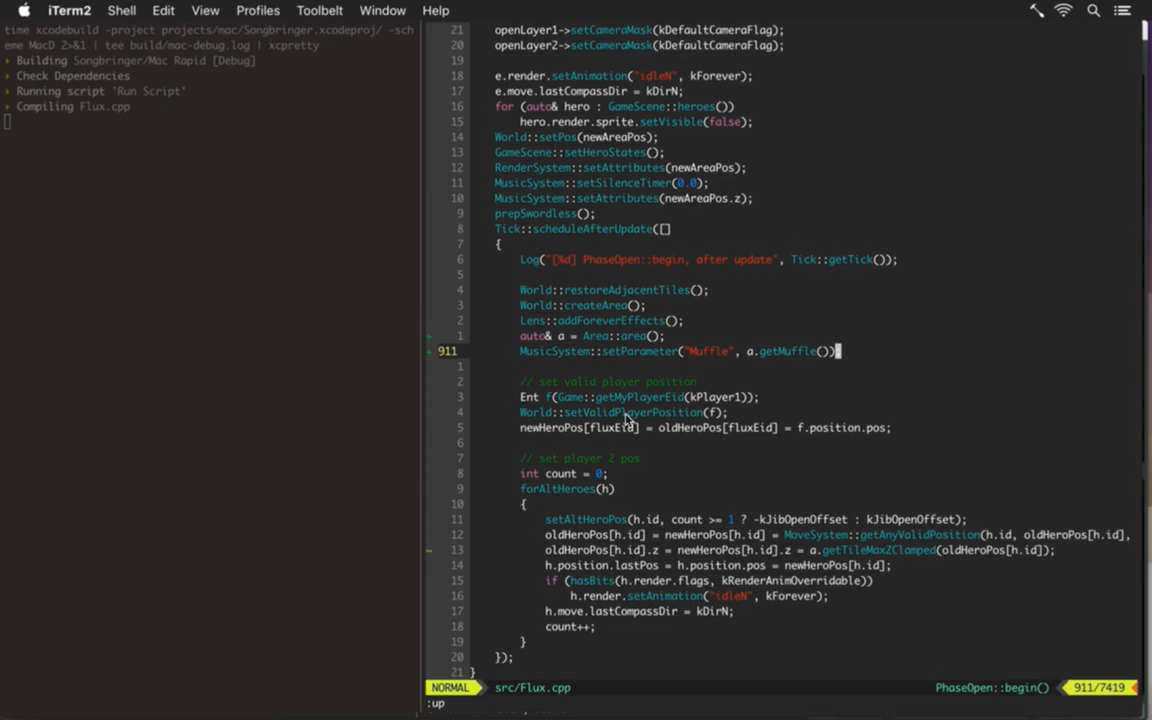 iTerm2 Shell Edit View Profiles Toolbelt Window Help
time xcodebuild -project projects/mac/Songbringer.xcodeproj/ -sch
eme MacD 2>&1 | tee build/mac-debug.log | xcpretty
› Building Songbringer/Mac Rapid [Debug]
› Check Dependencies
› Running script 'Run Script'
› Compiling Flux.cpp
21 openLayer1->setCameraMask(kDefaultCameraFlag);
20 openLayer2->setCameraMask(kDefaultCameraFlag);
19
18 e.render.setAnimation("idleN", kForever);
17 e.move.lastCompassDir = kDirN;
16 for (auto& hero : GameScene::heroes())
15 hero.render.sprite.setVisible(false);
14 World::setPos(newAreaPos);
13 GameScene::setHeroStates();
12 RenderSystem::setAttributes(newAreaPos);
11 MusicSystem::setSilenceTimer(0.0);
10 MusicSystem::setAttributes(newAreaPos.z);
9 prepSwordless();
8 Tick::scheduleAfterUpdate([]
7 {
6 Log("[%d] PhaseOpen::begin, after update", Tick::getTick());
5
4 World::restoreAdjacentTiles();
3 World::createArea();
2 Lens::addForeverEffects();
+ 1 auto& a = Area::area();
+ 911 MusicSystem::setParameter("Muffle", a.getMuffle());
1
2 // set valid player position
3 Ent f(Game::getMyPlayerEid(kPlayer1));
4 World::setValidPlayerPosition(f);
5 newHeroPos[fluxEid] = oldHeroPos[fluxEid] = f.position.pos;
6
7 // set player 2 pos
8 int count = 0;
9 forAltHeroes(h)
10 {
11 setAltHeroPos(h.id, count >= 1 ? -kJibOpenOffset : kJibOpenOffset);
12 oldHeroPos[h.id] = newHeroPos[h.id] = MoveSystem::getAnyValidPosition(h.id, oldHeroPos[h.id],
~ 13 oldHeroPos[h.id].z = newHeroPos[h.id].z = a.getTileMaxZClamped(oldHeroPos[h.id]);
14 h.position.lastPos = h.position.pos = newHeroPos[h.id];
15 if (hasBits(h.render.flags, kRenderAnimOverridable))
16 h.render.setAnimation("idleN", kForever);
17 h.move.lastCompassDir = kDirN;
18 count++;
19 }
20 });
21 }
NORMAL src/Flux.cpp PhaseOpen::begin() 911/7419
:up